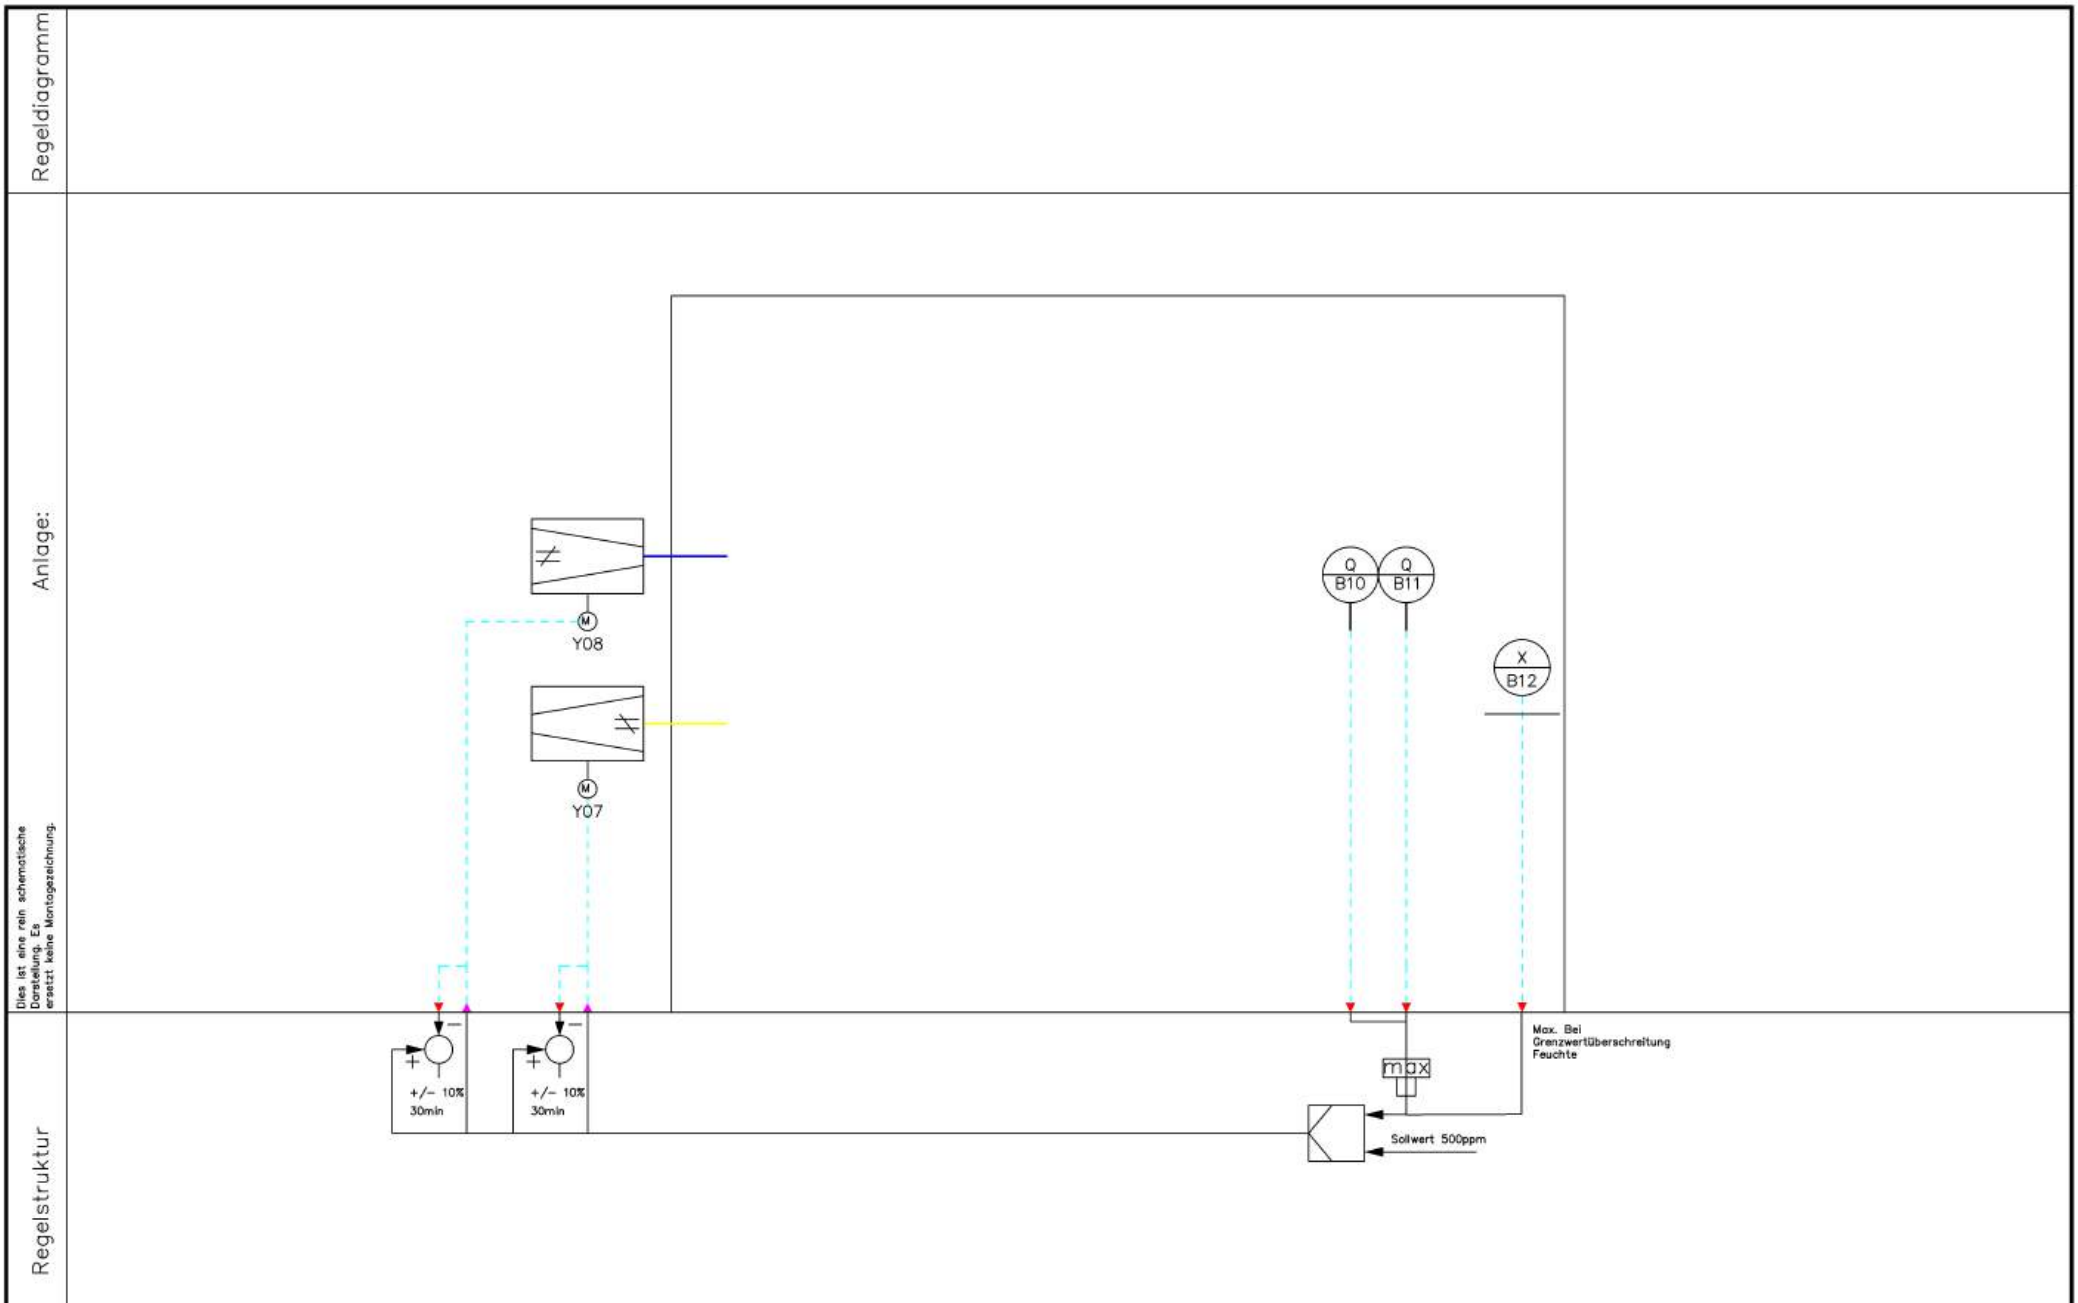 Regeldiagramm
Anlage:
Dies ist eine rein schematische
Darstellung. Es
ersetzt keine Montagezeichnung.
Regelstruktur
M
Y08
M
Y07
Q
B10
Q
B11
X
B12
−
+
+/− 10%
30min
−
+
+/− 10%
30min
max
Max. Bei
Grenzwertüberschreitung
Feuchte
Sollwert 500ppm